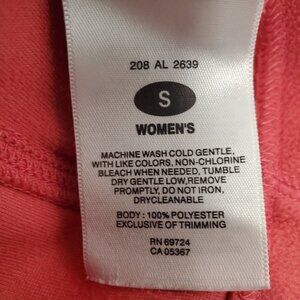 208 AL 2639
S
WOMEN'S
MACHINE WASH COLD GENTLE,
WITH LIKE COLORS, NON-CHLORINE
BLEACH WHEN NEEDED, TUMBLE
DRY GENTLE LOW,REMOVE
PROMPTLY, DO NOT IRON,
DRYCLEANABLE
BODY : 100% POLYESTER
EXCLUSIVE OF TRIMMING
RN 69724
CA 05367